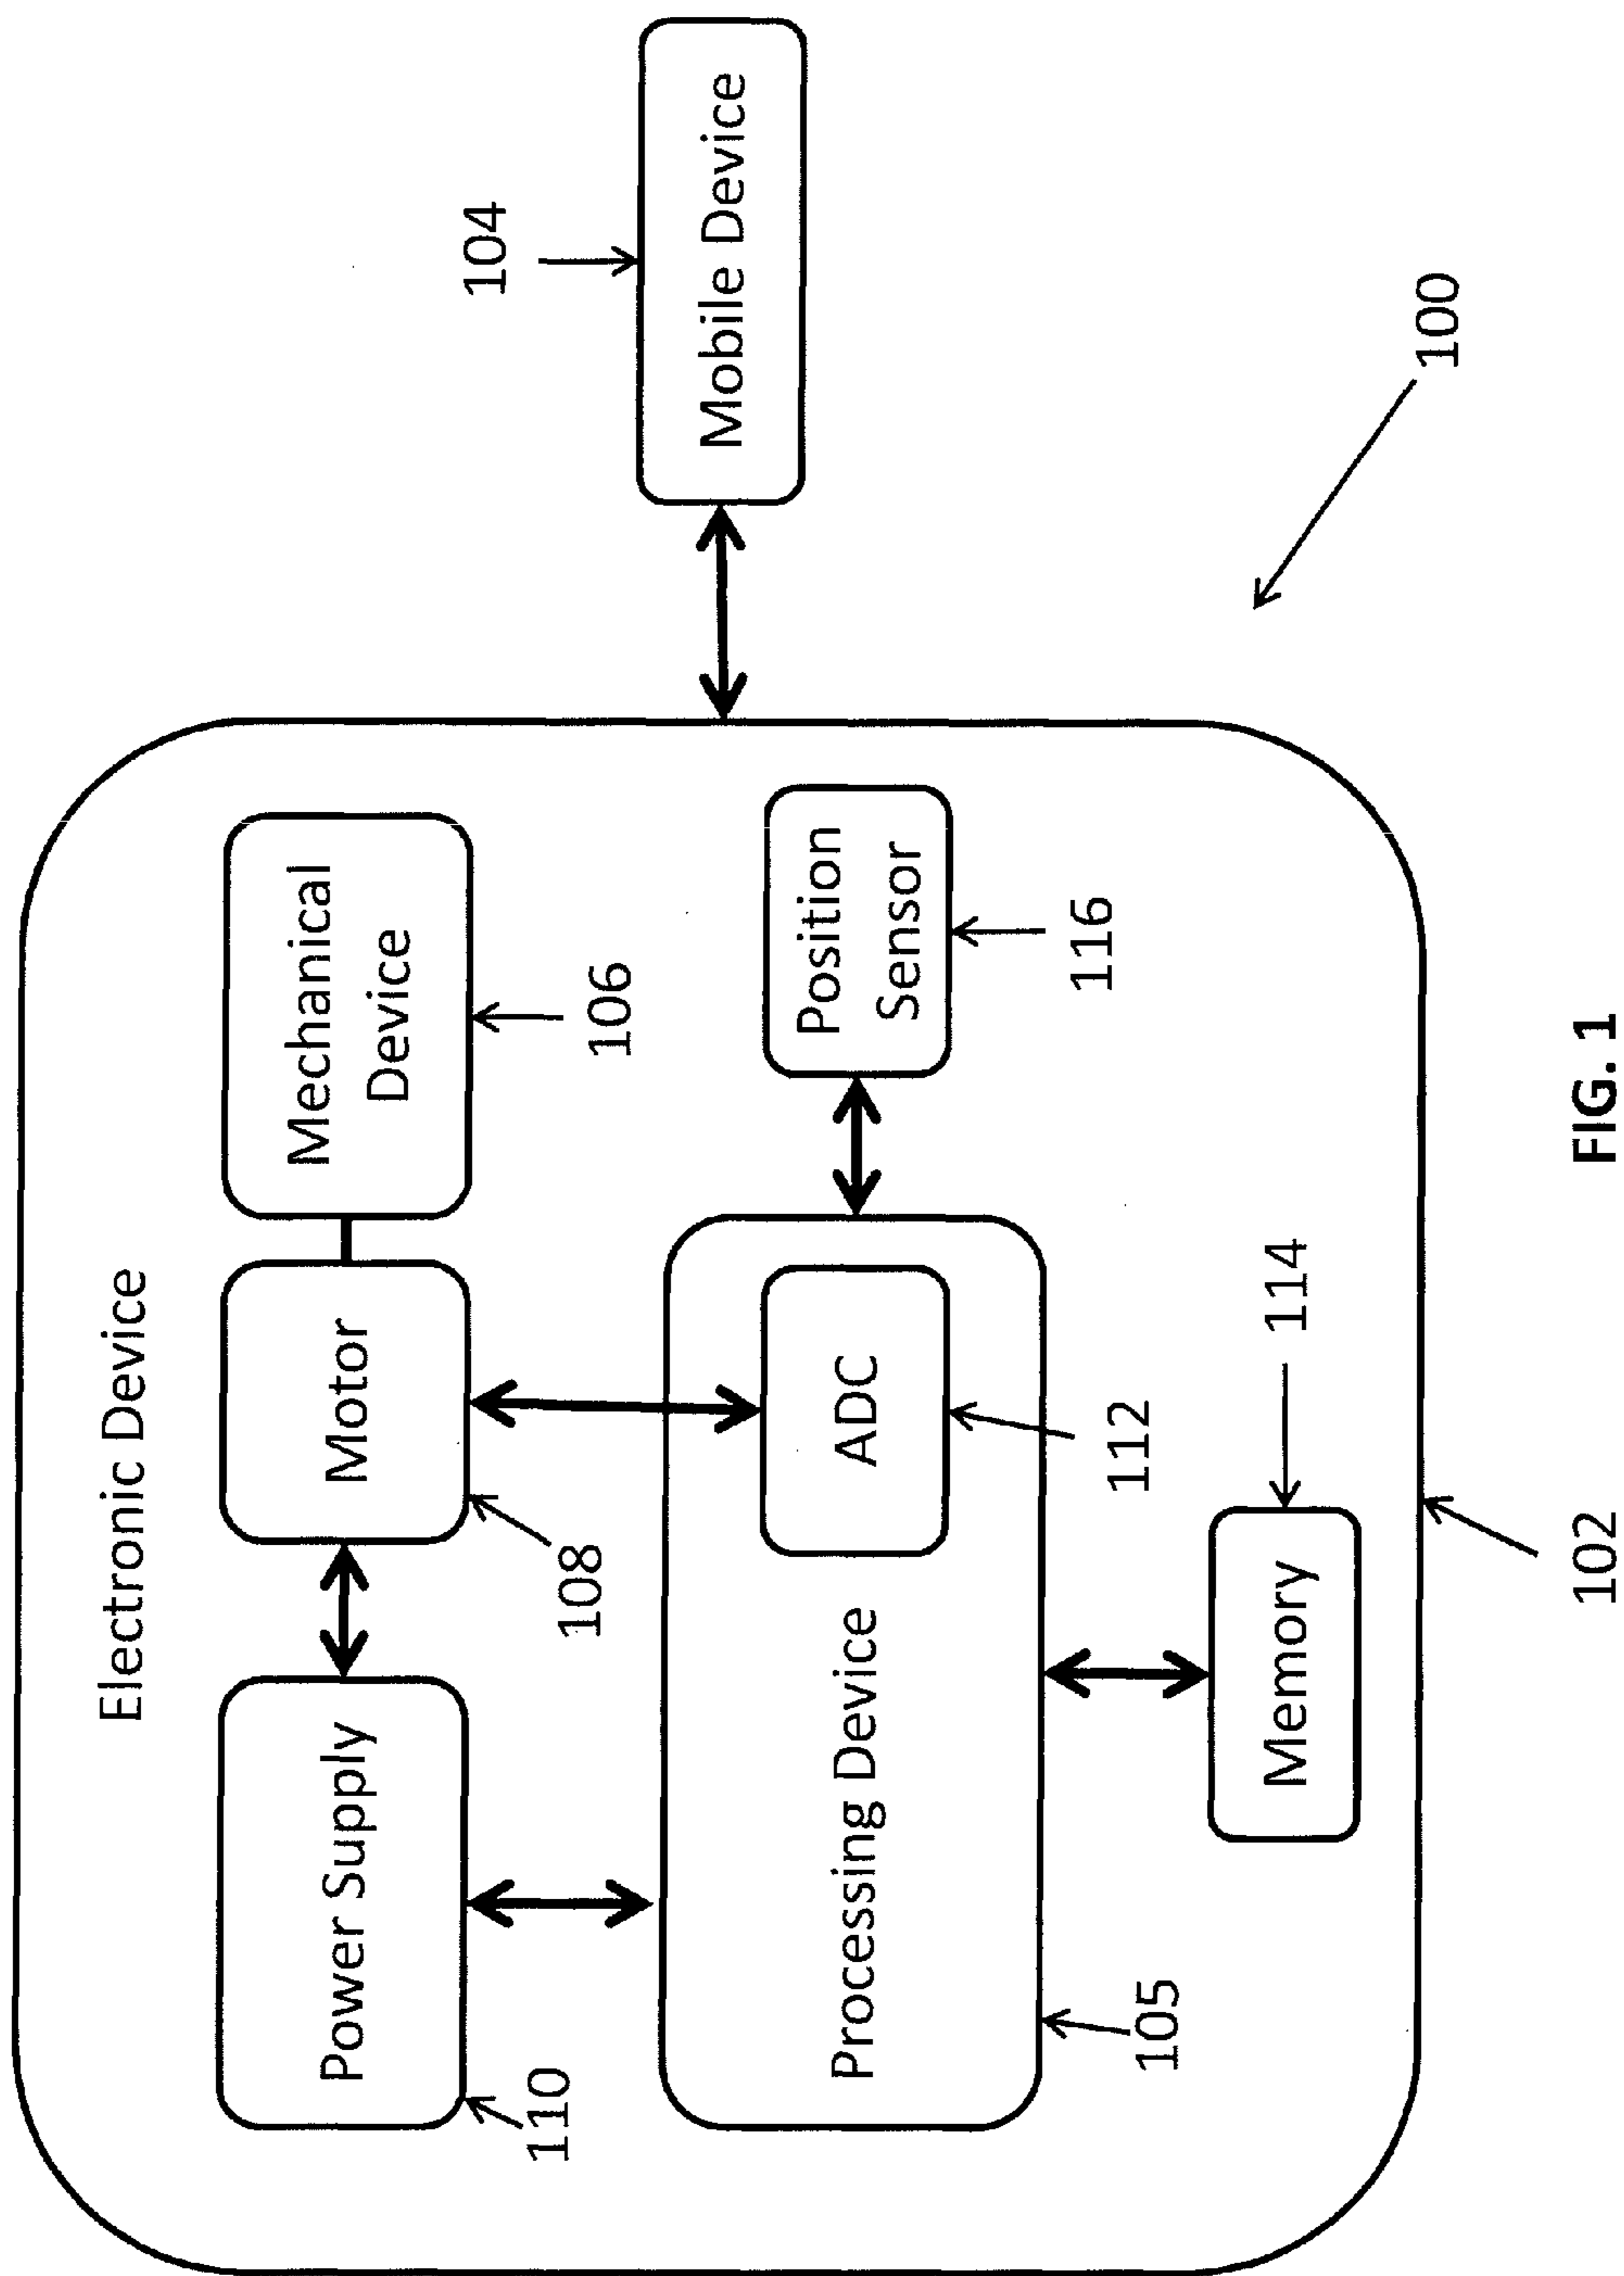 Electronic Device
Power Supply
110
Motor
108
Mechanical
Device
106
Processing Device
105
ADC
112
Position
Sensor
116
Memory
114
102
Mobile Device
104
100
FIG. 1